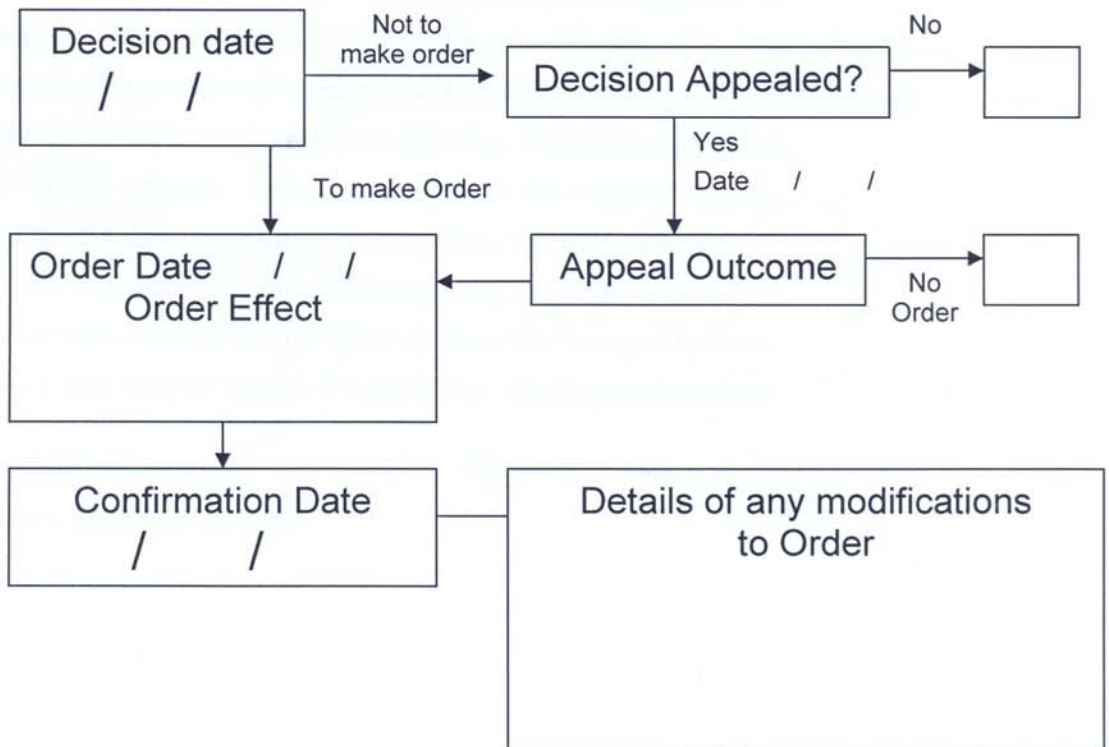 Decision date
/ /
Not to
make order
Decision Appealed?
No
Yes
Date / /
To make Order
Order Date / /
Order Effect
Appeal Outcome
No
Order
Confirmation Date
/ /
Details of any modifications
to Order